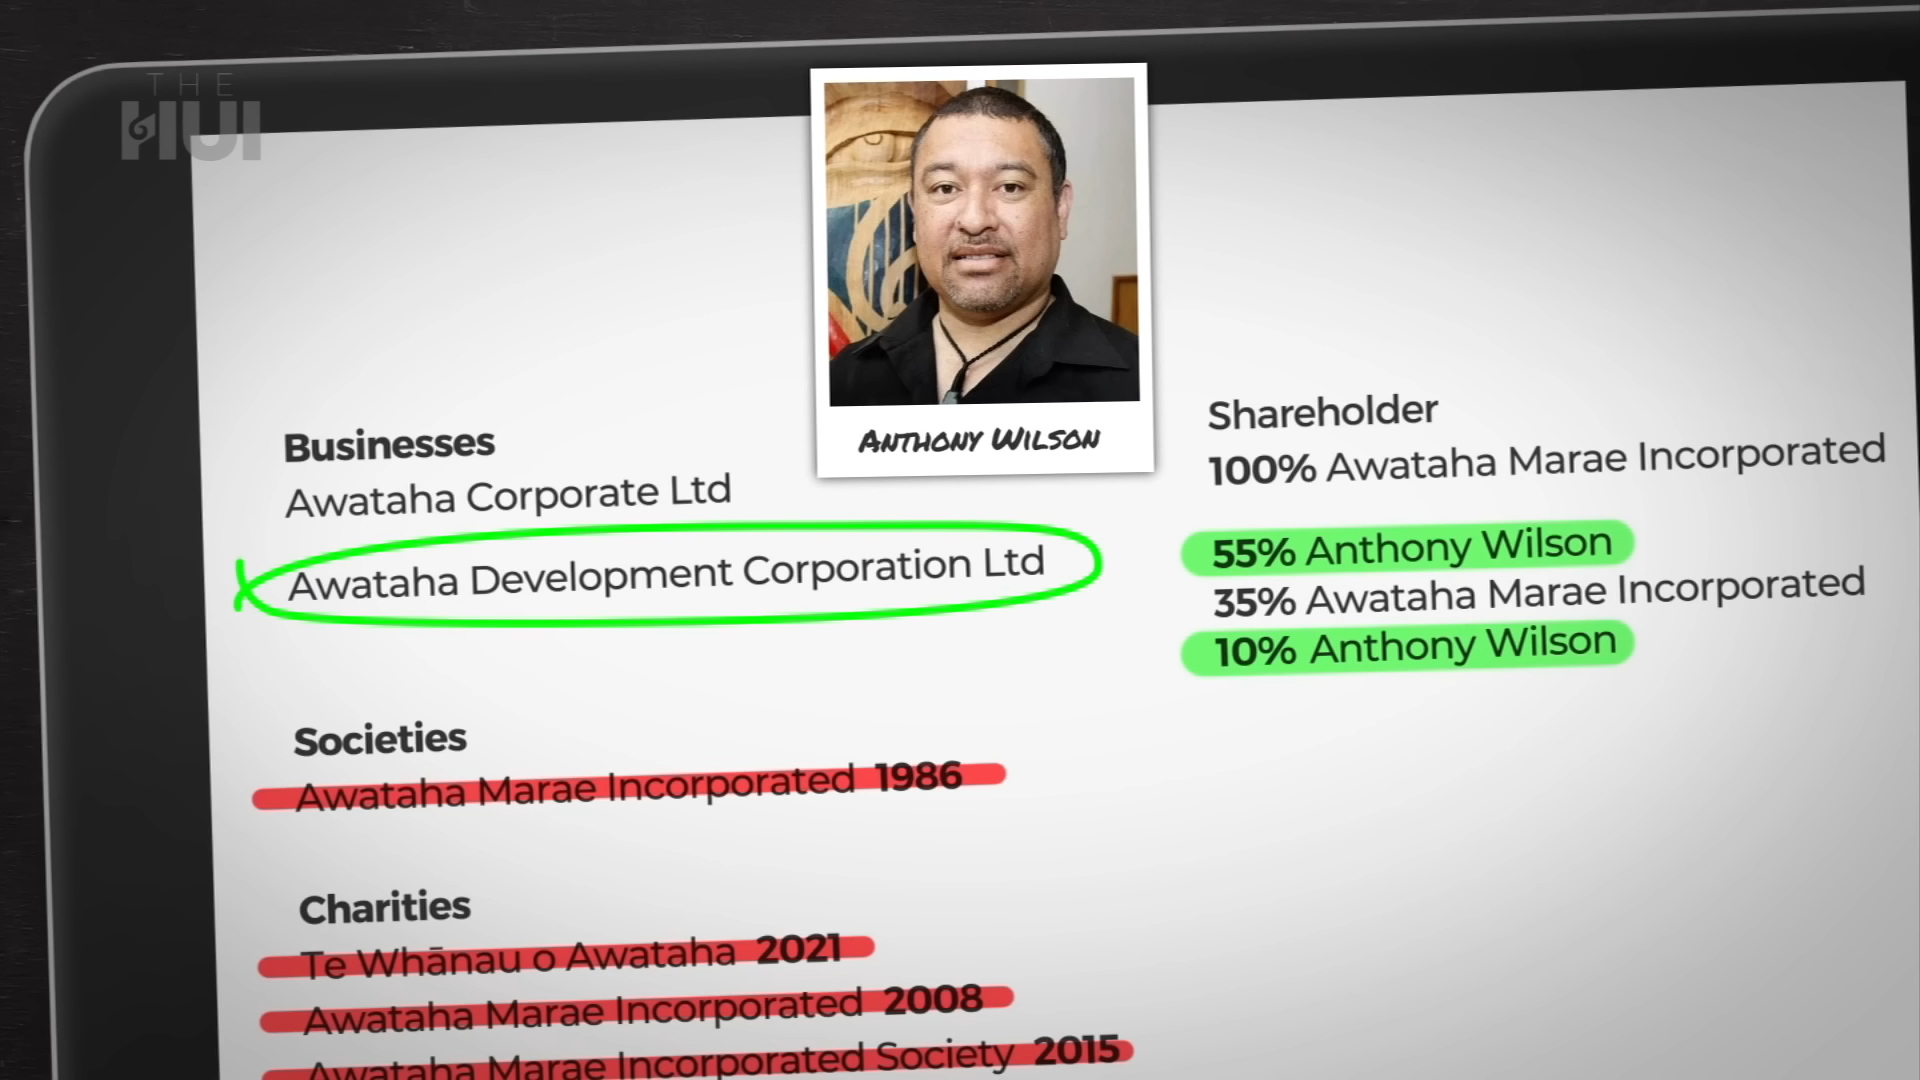 THE
HUI
ANTHONY WILSON
Businesses
Awataha Corporate Ltd
Awataha Development Corporation Ltd
Shareholder
100% Awataha Marae Incorporated
55% Anthony Wilson
35% Awataha Marae Incorporated
10% Anthony Wilson
Societies
Awataha Marae Incorporated 1986
Charities
Te Whānau o Awataha 2021
Awataha Marae Incorporated 2008
Awataha Marae Incorporated Society 2015